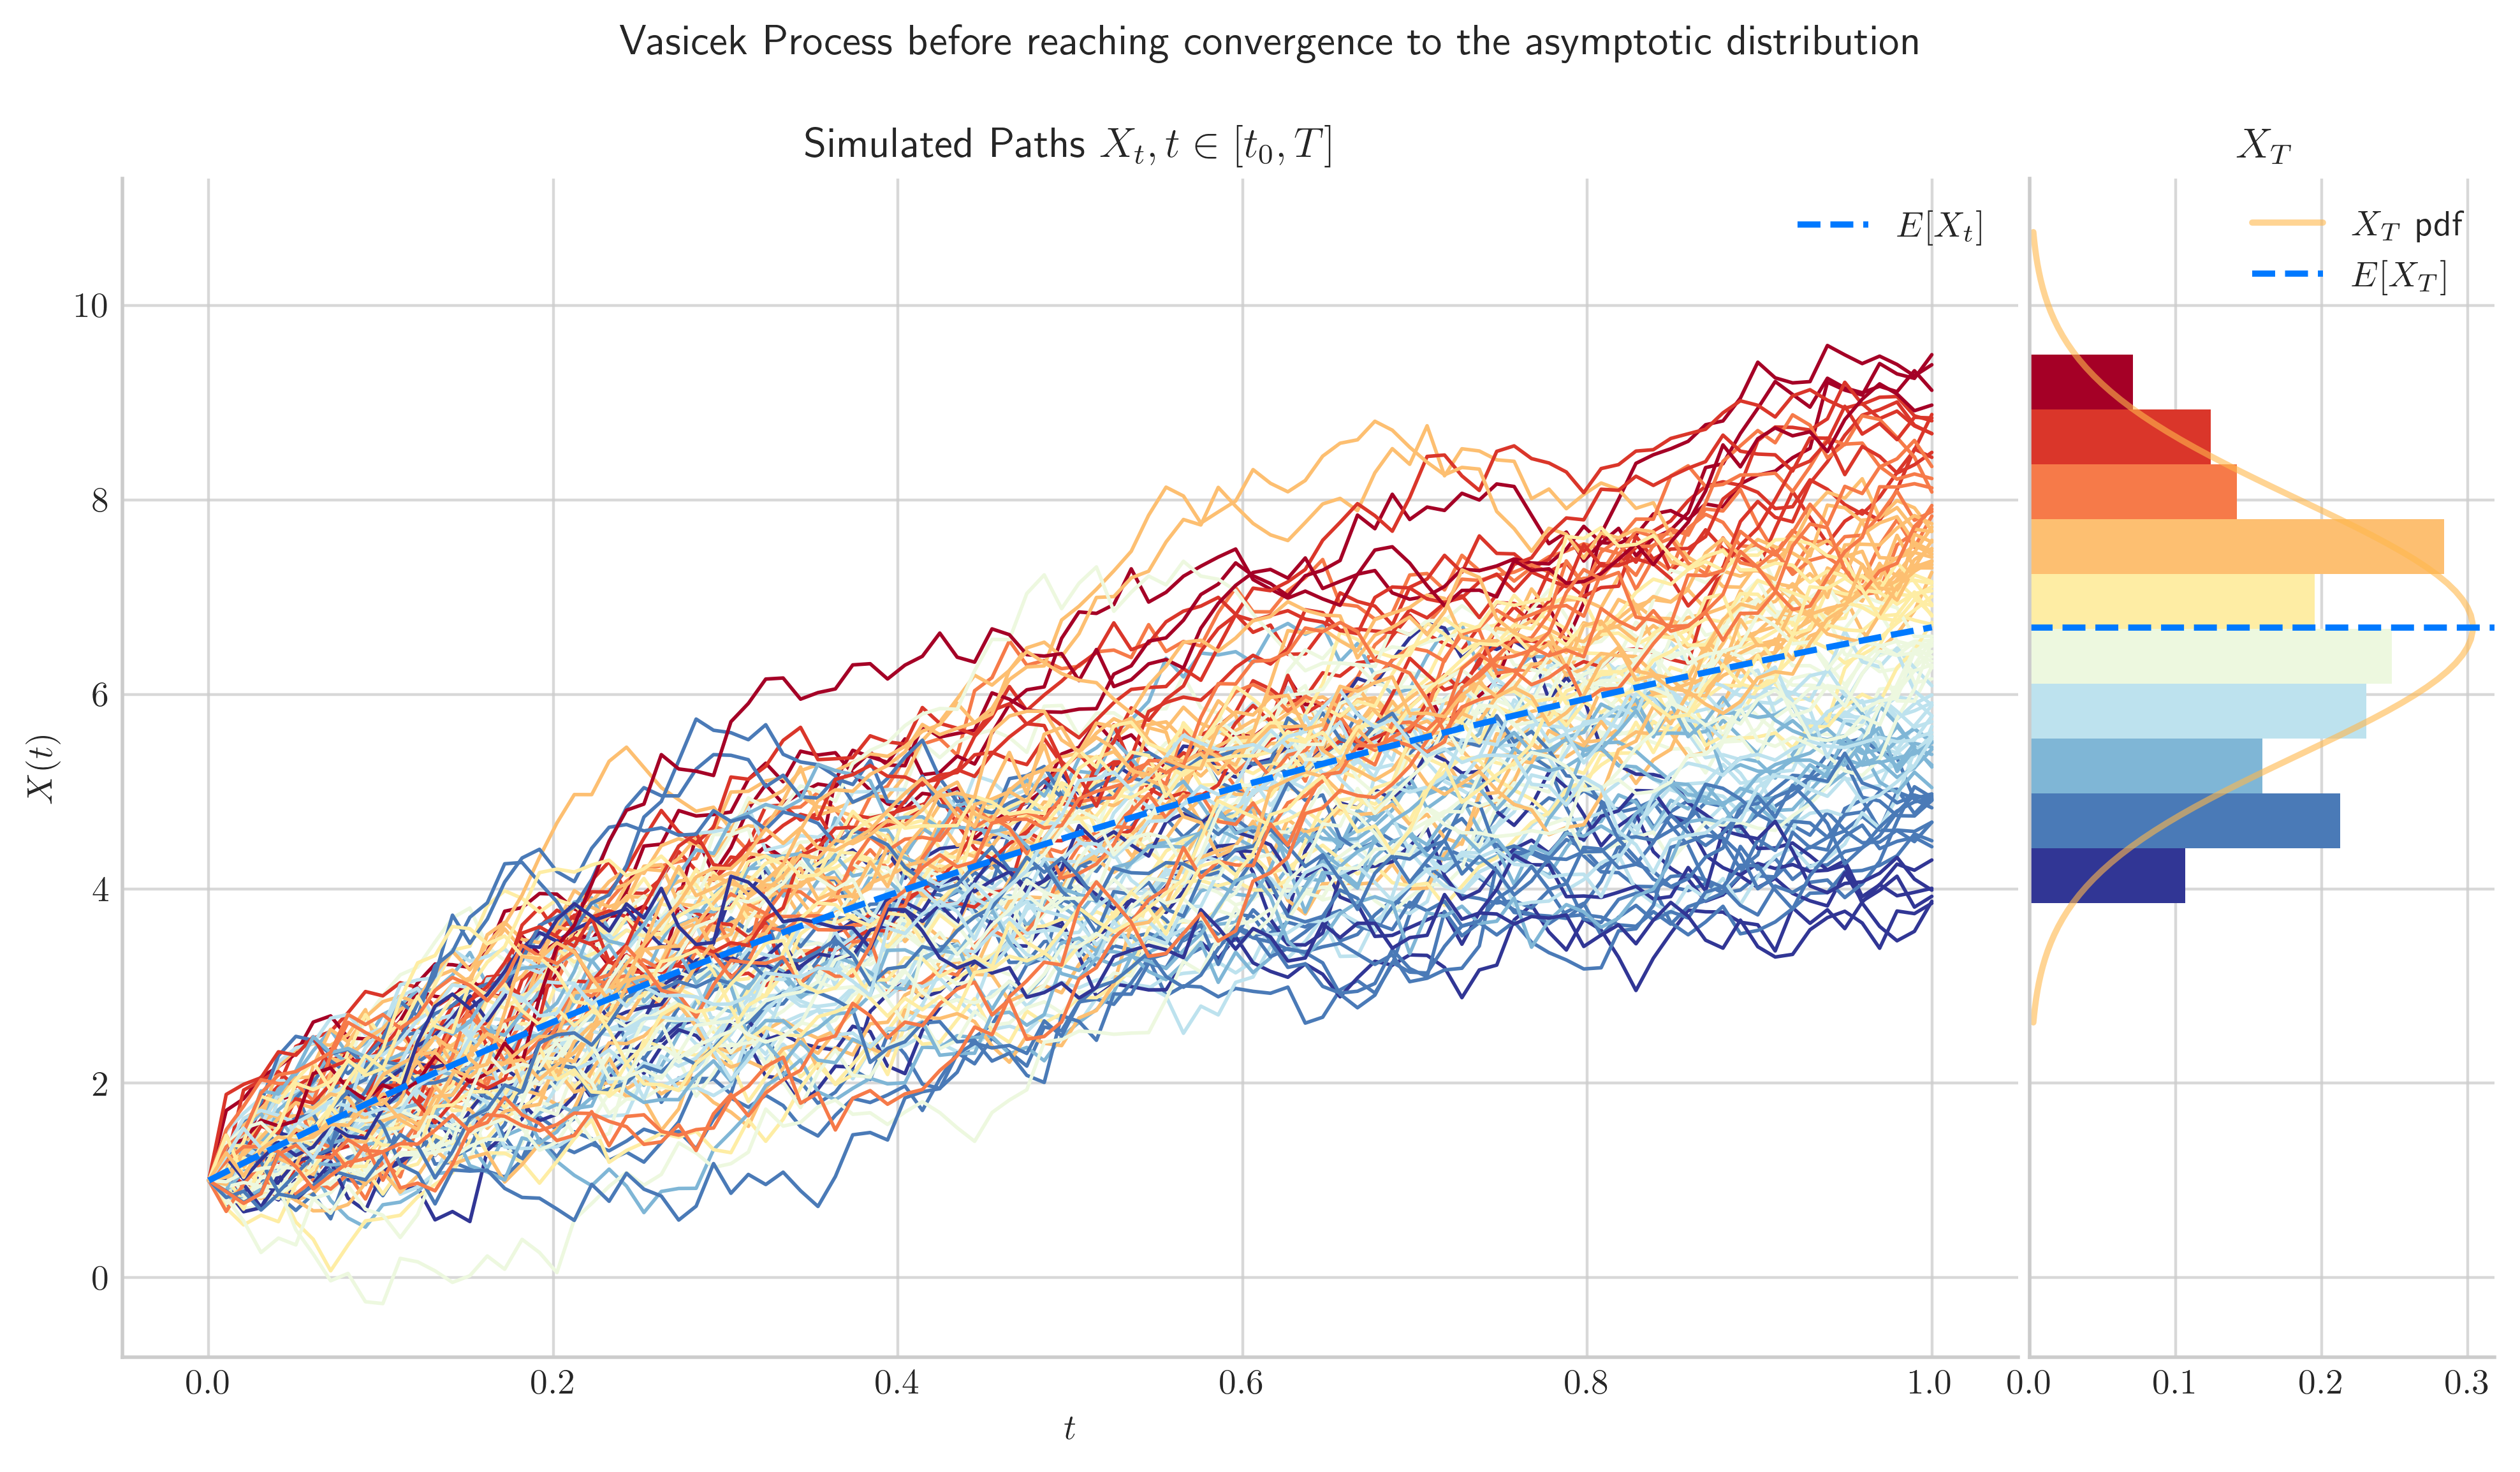 Vasicek Process before reaching convergence to the asymptotic distribution
Simulated Paths $X_t, t \in [t_0, T]$
$X_T$
$E[X_t]$
$X_T$ pdf
$E[X_T]$
10
8
6
4
2
0
$X(t)$
0.0 0.2 0.4 0.6 0.8 1.0
0.0 0.1 0.2 0.3
$t$